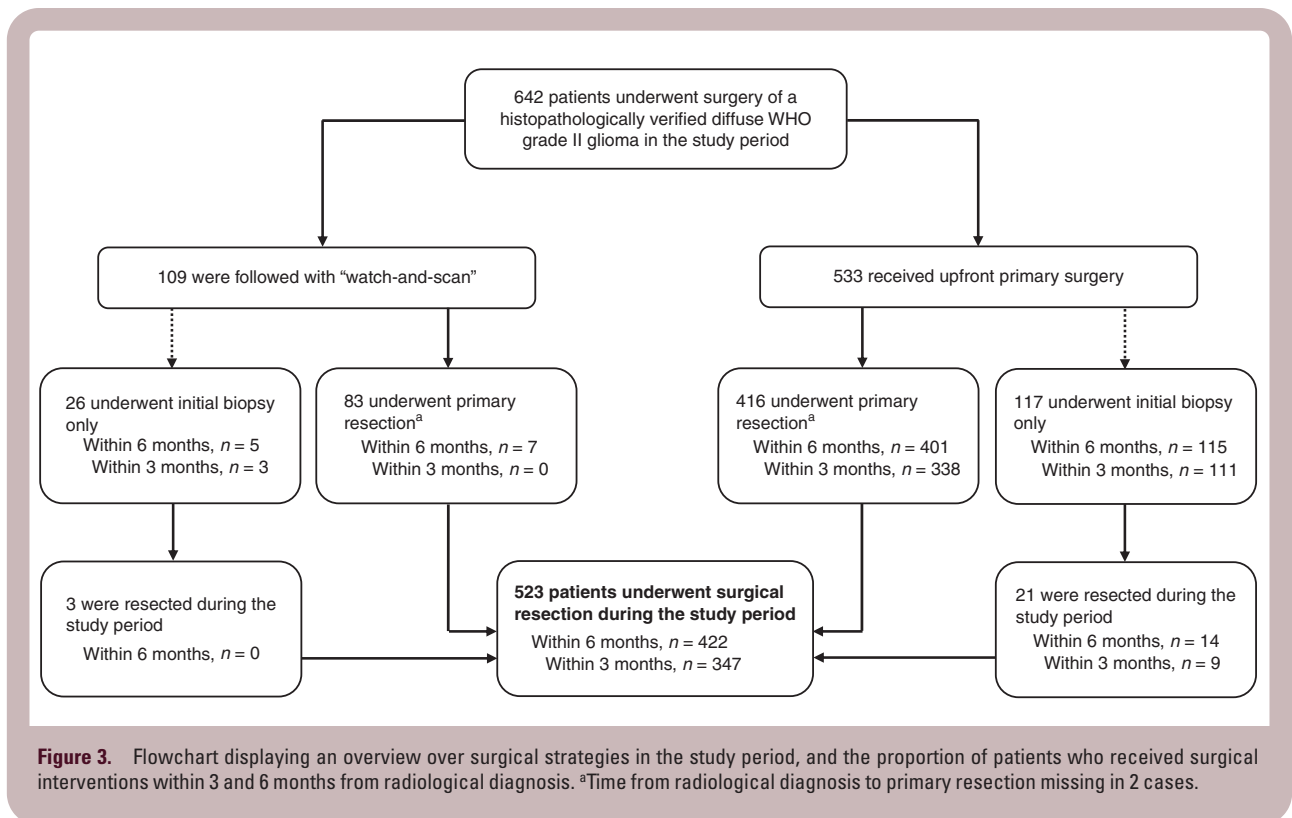 642 patients underwent surgery of a
histopathologically verified diffuse WHO
grade II glioma in the study period
109 were followed with “watch-and-scan”
533 received upfront primary surgery
26 underwent initial biopsy
only
Within 6 months, n = 5
Within 3 months, n = 3
83 underwent primary
resectionᵃ
Within 6 months, n = 7
Within 3 months, n = 0
416 underwent primary
resectionᵃ
Within 6 months, n = 401
Within 3 months, n = 338
117 underwent initial biopsy
only
Within 6 months, n = 115
Within 3 months, n = 111
3 were resected during the
study period
Within 6 months, n = 0
523 patients underwent surgical
resection during the study period
Within 6 months, n = 422
Within 3 months, n = 347
21 were resected during the
study period
Within 6 months, n = 14
Within 3 months, n = 9
Figure 3. Flowchart displaying an overview over surgical strategies in the study period, and the proportion of patients who received surgical
interventions within 3 and 6 months from radiological diagnosis. ᵃTime from radiological diagnosis to primary resection missing in 2 cases.